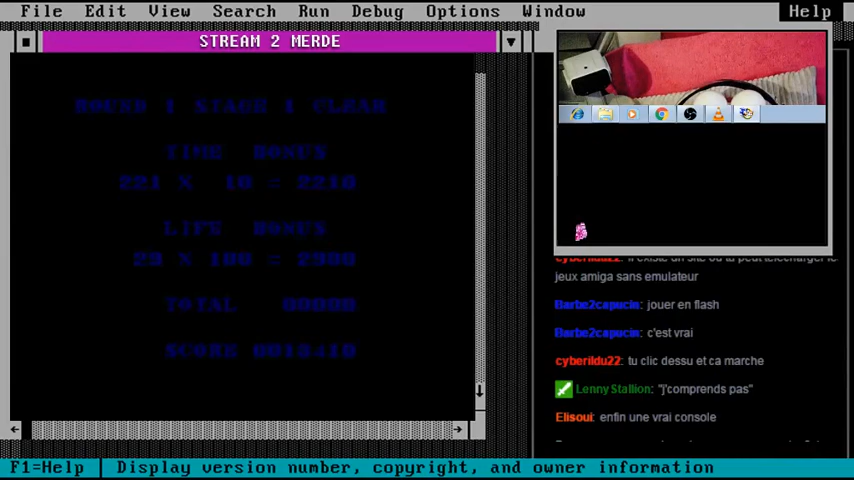 File Edit View Search Run Debug Options Window Help
STREAM 2 MERDE
ROUND 1 STAGE 1 CLEAR
TIME BONUS
221 X 10 = 2210
LIFE BONUS
29 X 100 = 2900
TOTAL 00000
SCORE
jeux amiga sans emulateur
Barbe2capucin: jouer en flash
Barbe2capucin: c'est vrai
cyberildu22: tu clic dessu et ca marche
LennyStallion: "j'comprends pas"
Elisoui: enfin une vrai console
F1=Help Display version number, copyright, and owner information